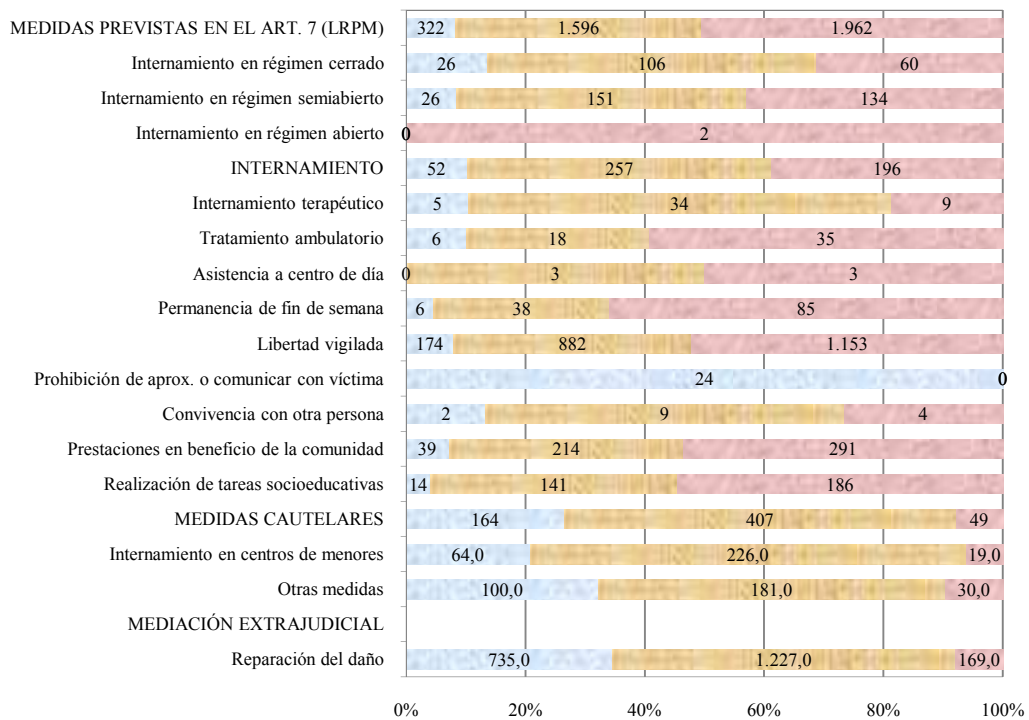 MEDIDAS PREVISTAS EN EL ART. 7 (LRPM) 322 1.596 1.962
Internamiento en régimen cerrado 26 106 60
Internamiento en régimen semiabierto 26 151 134
Internamiento en régimen abierto 0 2
INTERNAMIENTO 52 257 196
Internamiento terapéutico 5 34 9
Tratamiento ambulatorio 6 18 35
Asistencia a centro de día 0 3 3
Permanencia de fin de semana 6 38 85
Libertad vigilada 174 882 1.153
Prohibición de aprox. o comunicar con víctima 24 0
Convivencia con otra persona 2 9 4
Prestaciones en beneficio de la comunidad 39 214 291
Realización de tareas socioeducativas 14 141 186
MEDIDAS CAUTELARES 164 407 49
Internamiento en centros de menores 64,0 226,0 19,0
Otras medidas 100,0 181,0 30,0
MEDIACIÓN EXTRAJUDICIAL
Reparación del daño 735,0 1.227,0 169,0
0% 20% 40% 60% 80% 100%